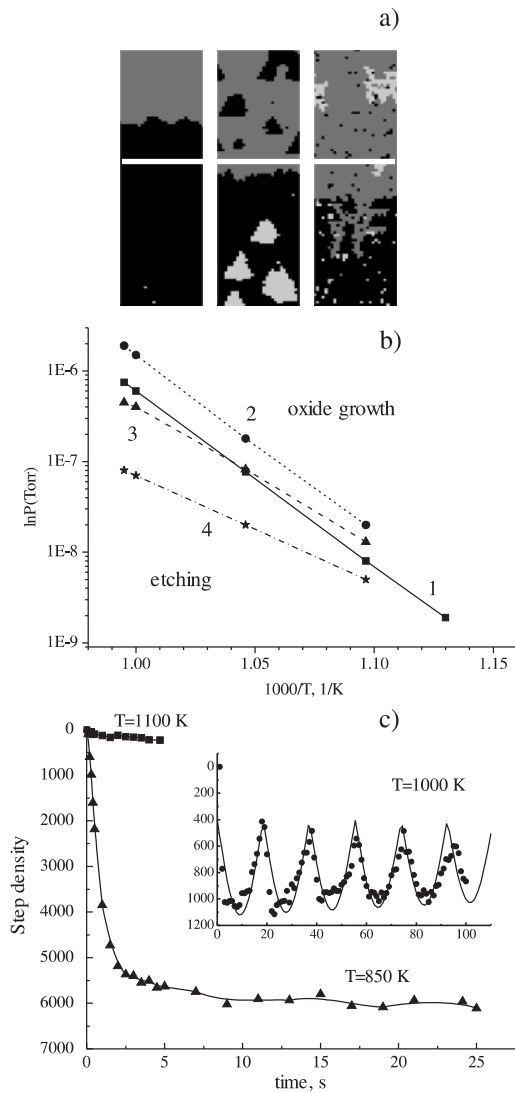 a)
b)
1E-6
2
oxide growth
3
lnP(Torr)
1E-7
4
1E-8
etching
1
1E-9
1.00 1.05 1.10 1.15
1000/T, 1/K
c)
T=1100 K
0
1000
2000
3000
4000
5000
6000
7000
Step density
T=1000 K
0
200
400
600
800
1000
1200
0 20 40 60 80 100
T=850 K
0 5 10 15 20 25
time, s